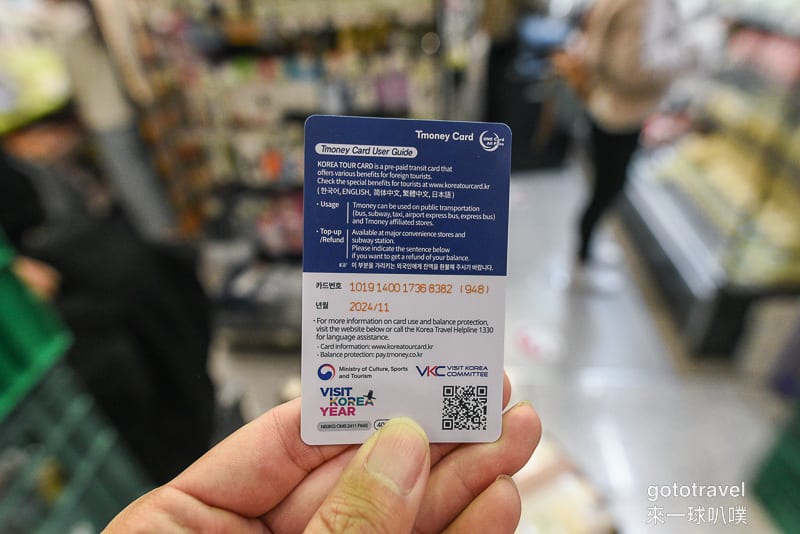 Tmoney Card
ONE Card All Pass
Tmoney Card User Guide
KOREA TOUR CARD is a pre-paid transit card that
offers various benefits for foreign tourists.
Check the special benefits for tourists at www.koreatourcard.kr
( 한국어, ENGLISH, 简体中文, 繁體中文, 日本語 )
• Usage
Tmoney can be used on public transportation
(bus, subway, taxi, airport express bus, express bus)
and Tmoney affiliated stores.
• Top-up
/Refund
Available at major convenience stores and
subway station.
Please indicate the sentence below
if you want to get a refund of your balance.
이 부분을 가리키는 외국인에게 잔액을 환불해 주시기 바랍니다.
카드번호 1019 1400 1736 8382 (948)
년월 2024/11
• For more information on card use and balance protection,
visit the website below or call the Korea Travel Helpline 1330
for language assistance.
- Card information: www.koreatourcard.kr
- Balance protection: pay.tmoney.co.kr
Ministry of Culture, Sports
and Tourism
VKC VISIT KOREA
COMMITTEE
VISIT
KOREA
YEAR
gototravel
來一球叭噗